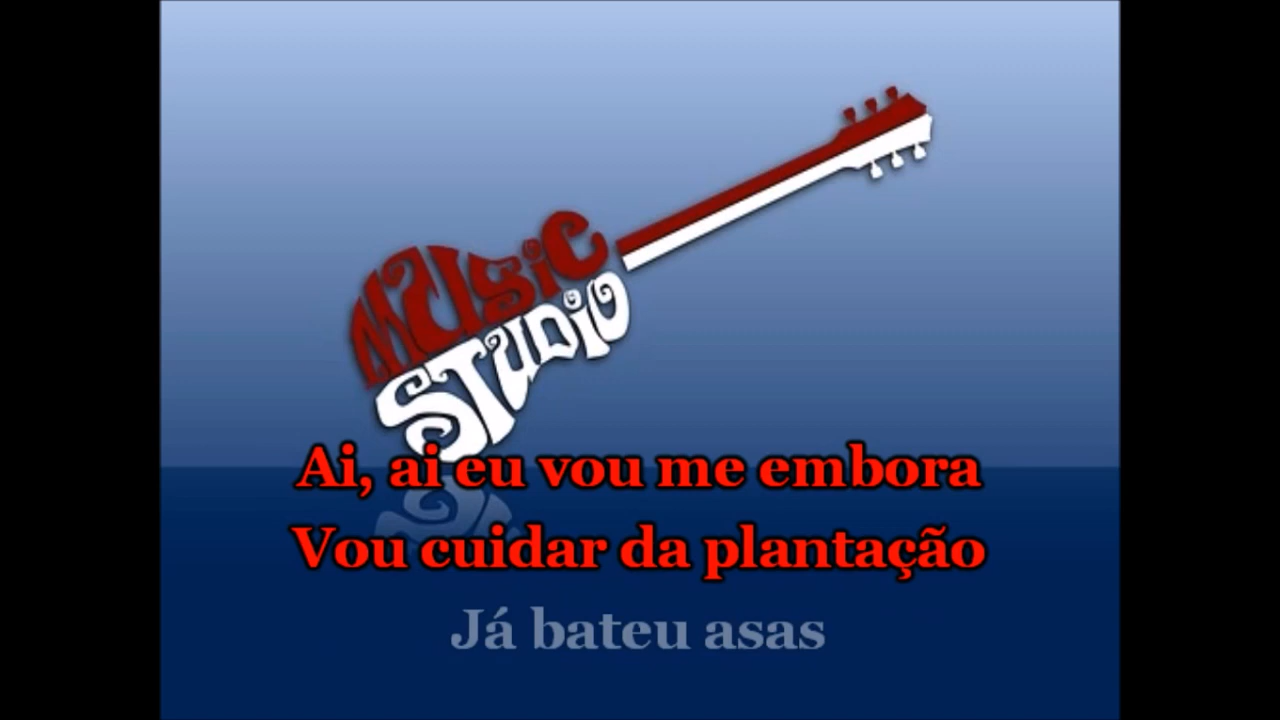 MUSIC
STUDIO
Ai, ai eu vou me embora
Vou cuidar da plantação
Já bateu asas